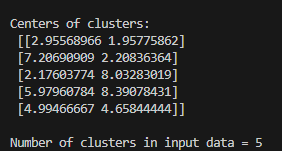 Centers of clusters:
[[2.95568966 1.95775862]
[7.20690909 2.20836364]
[2.17603774 8.03283019]
[5.97960784 8.39078431]
[4.99466667 4.65844444]]
Number of clusters in input data = 5